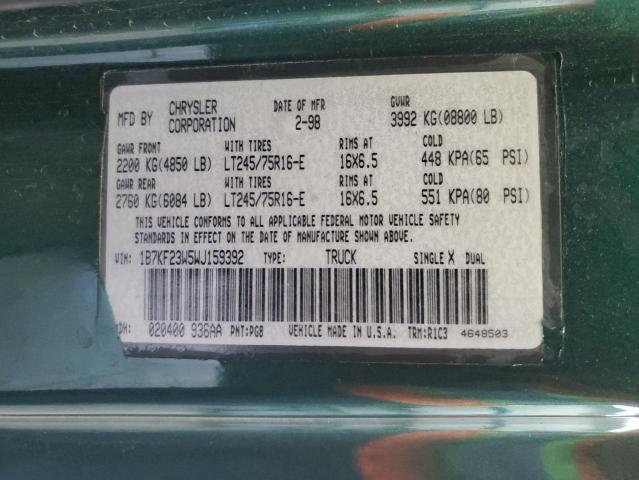 MFD BY CHRYSLER CORPORATION DATE OF MFR 2-98 GVWR 3992 KG(08800 LB)
GAWR FRONT WITH TIRES RIMS AT COLD
2200 KG(4850 LB) LT245/75R16-E 16X6.5 448 KPA(65 PSI)
GAWR REAR WITH TIRES RIMS AT COLD
2760 KG(6084 LB) LT245/75R16-E 16X6.5 551 KPA(80 PSI)
THIS VEHICLE CONFORMS TO ALL APPLICABLE FEDERAL MOTOR VEHICLE SAFETY
STANDARDS IN EFFECT ON THE DATE OF MANUFACTURE SHOWN ABOVE.
VIN: 1B7KF23W5WJ159392 TYPE: TRUCK SINGLE X DUAL
MDH: 020400 936AA PNT:PG8 VEHICLE MADE IN U.S.A. TRM:R1C3 4648503